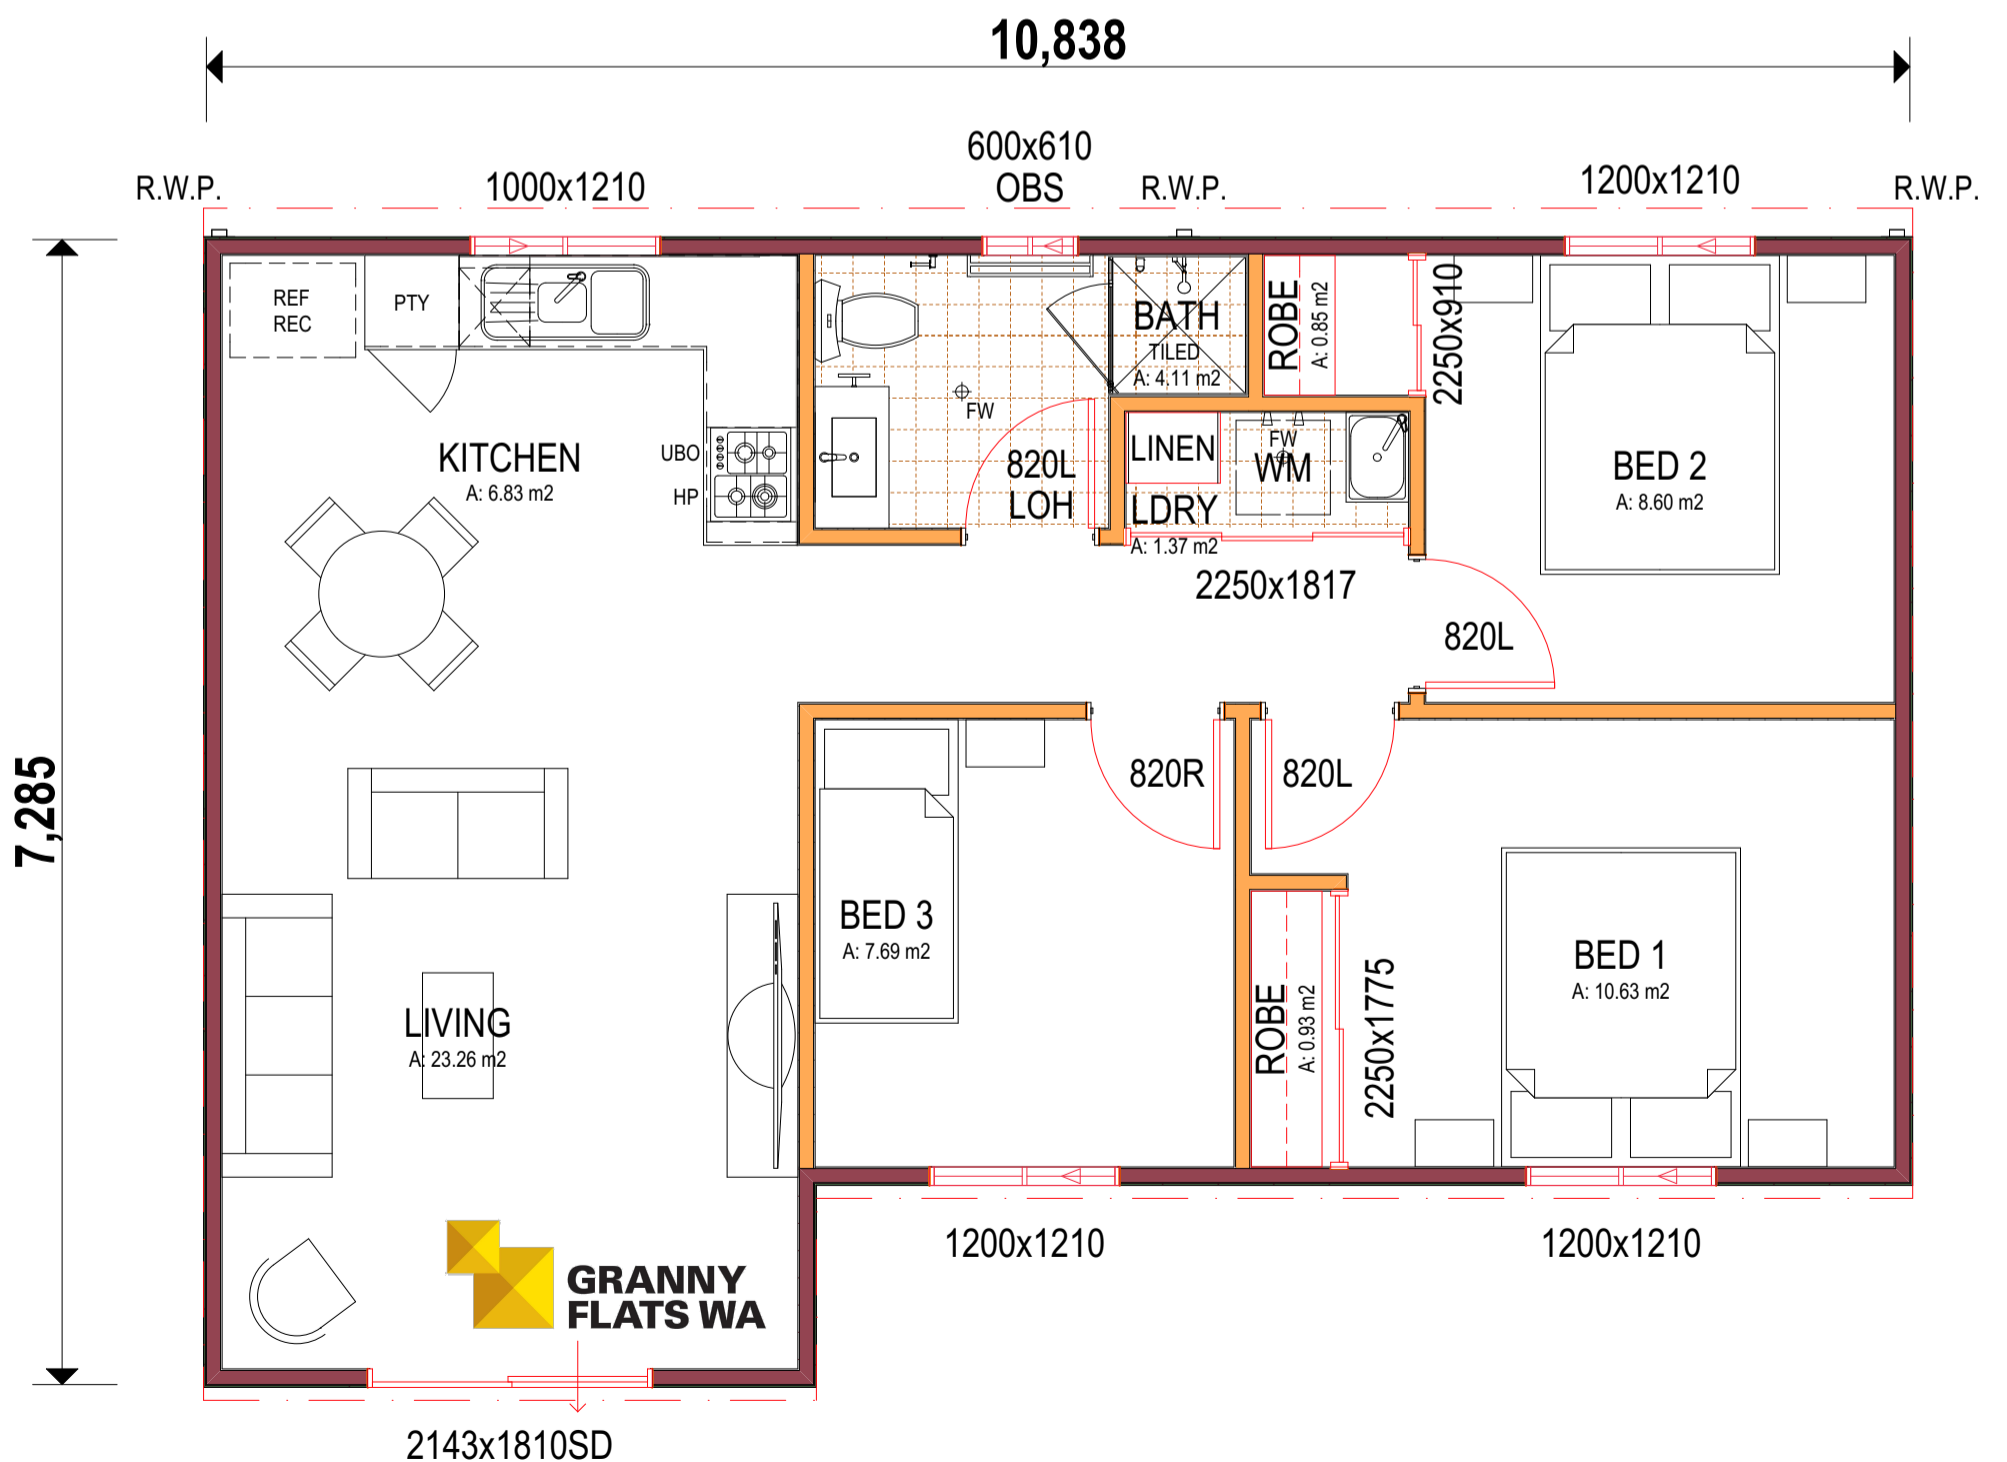 10,838
600x610
OBS
R.W.P.
1000x1210
R.W.P.
1200x1210
R.W.P.
REF
REC
PTY
BATH
TILED
A: 4.11 m2
ROBE
A: 0.85 m2
2250x910
FW
KITCHEN
A: 6.83 m2
UBO
HP
820L
LOH
LINEN
FW
WM
LDRY
A: 1.37 m2
BED 2
A: 8.60 m2
2250x1817
820L
7,285
820R
820L
BED 3
A: 7.69 m2
BED 1
A: 10.63 m2
ROBE
A: 0.93 m2
2250x1775
LIVING
A: 23.26 m2
GRANNY
FLATS WA
1200x1210
1200x1210
2143x1810SD